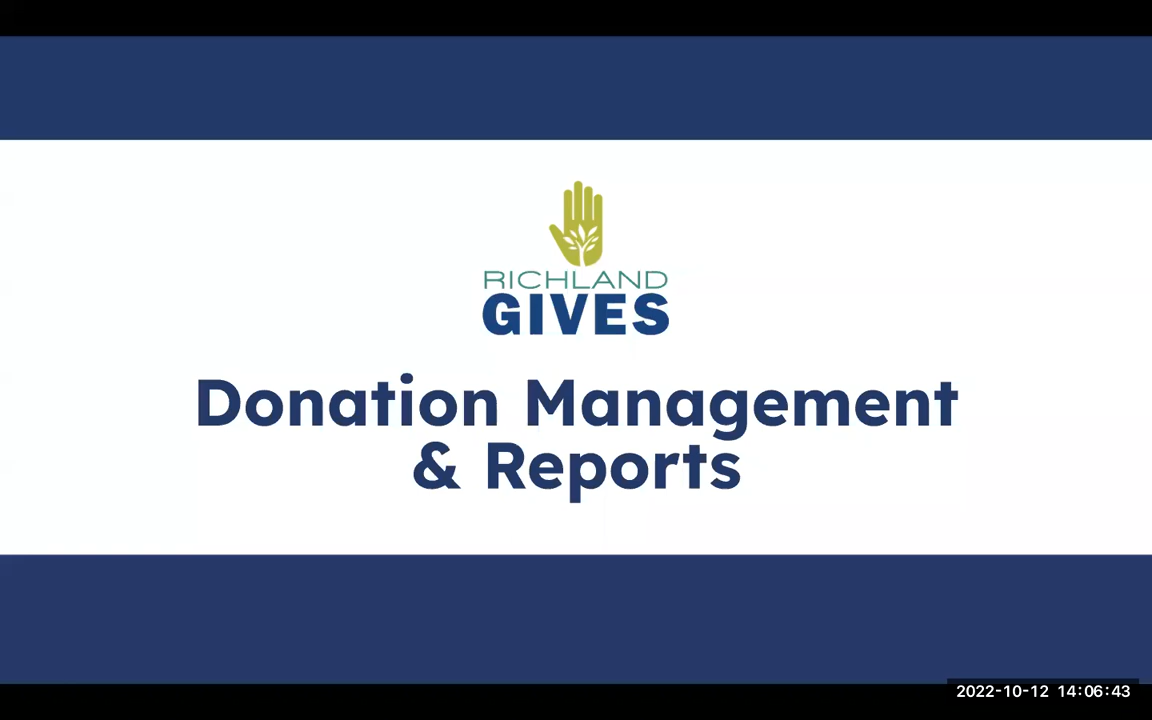 RICHLAND
GIVES
Donation Management
& Reports
2022-10-12 14:06:43